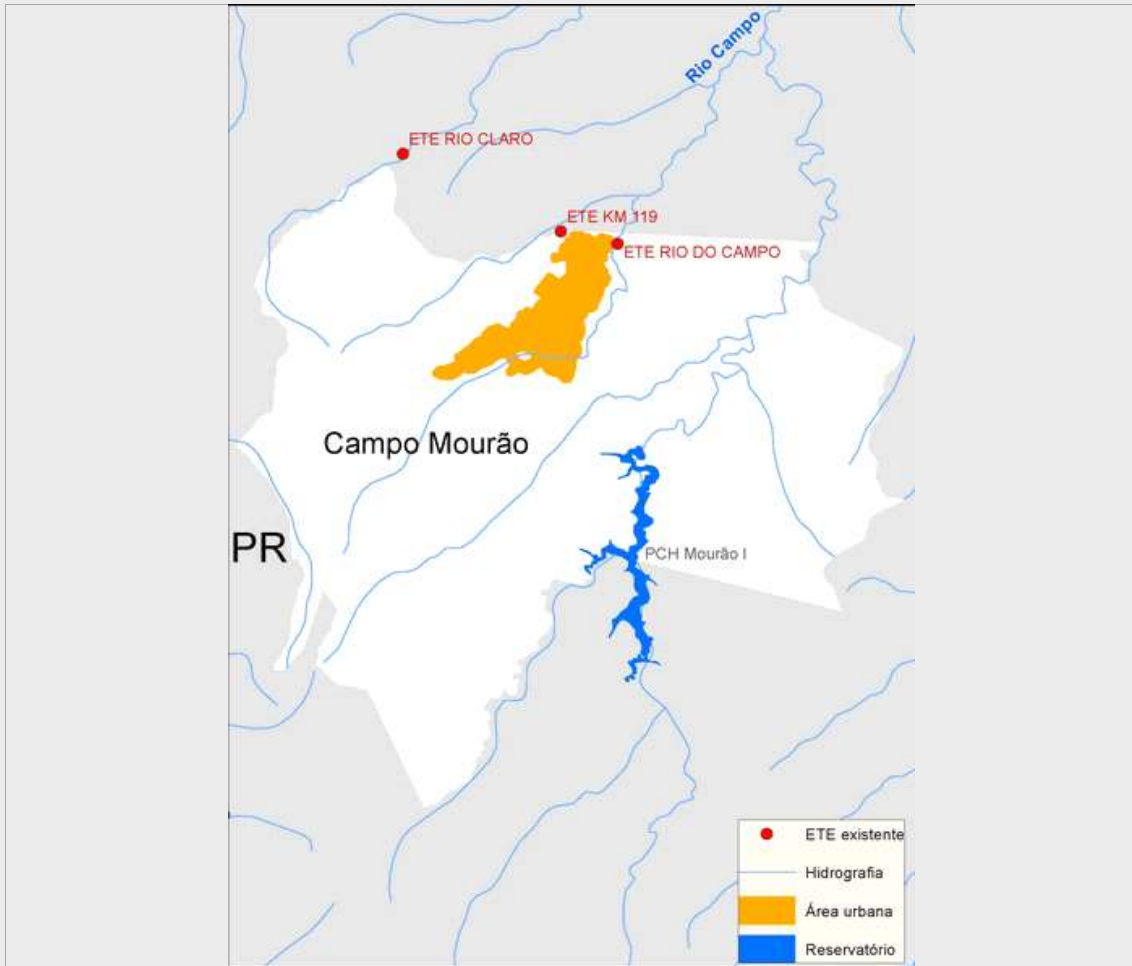 Rio Campo
ETE RIO CLARO
ETE KM 119
ETE RIO DO CAMPO
Campo Mourão
PR
PCH Mourão I
ETE existente
Hidrografia
Área urbana
Reservatório